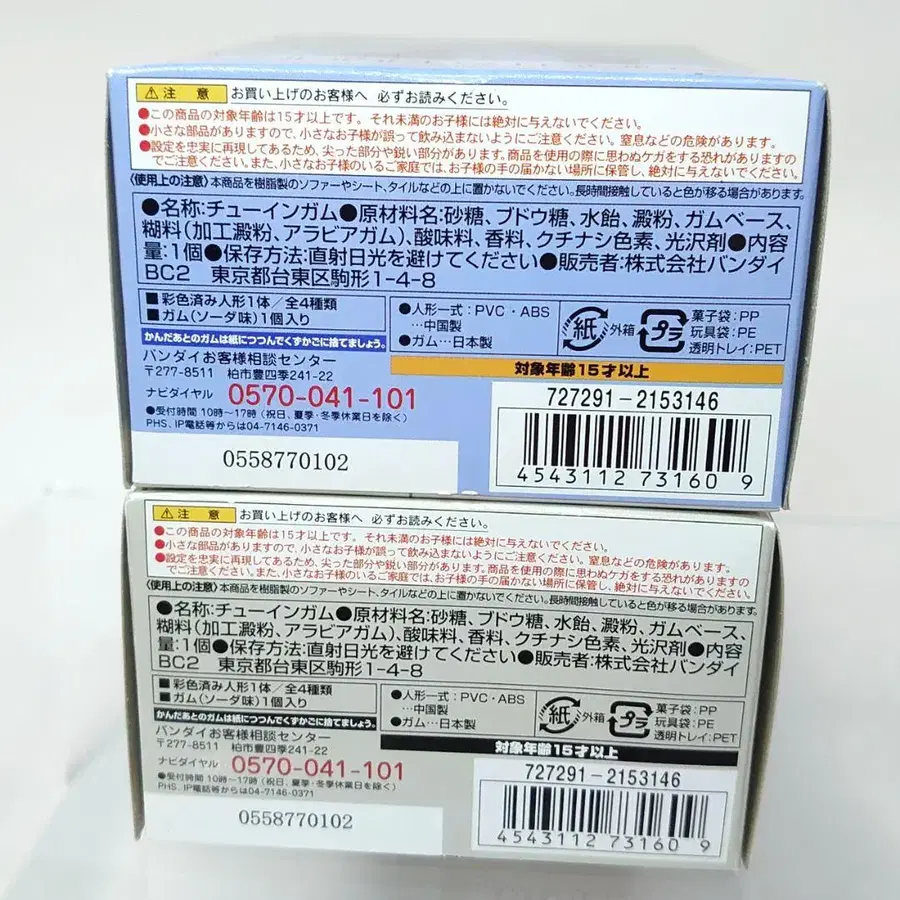 ⚠注意 お買い上げのお客様へ 必ずお読みください。
●この商品の対象年齢は15才以上です。それ未満のお子様には絶対に与えないでください。
●小さな部品がありますので、小さなお子様が誤って飲み込まないようにご注意ください。窒息などの危険があります。
●設定を忠実に再現してあるため、尖った部分や鋭い部分があります。商品を使用の際に思わぬケガをする恐れがありますの
でご注意ください。また、小さなお子様のいるご家庭では、お子様の手の届かない場所に保管し、絶対に与えないでください。
〈使用上の注意〉本商品を樹脂製のソファーやシート、タイルなどの上に置かないでください。長時間接触していると色が移る場合があります。
●名称:チューインガム●原材料名:砂糖、ブドウ糖、水飴、澱粉、ガムベース、
糊料(加工澱粉、アラビアガム)、酸味料、香料、クチナシ色素、光沢剤●内容
量:1個●保存方法:直射日光を避けてください●販売者:株式会社バンダイ
BC2 東京都台東区駒形1-4-8
■彩色済み人形1体/全4種類
■ガム(ソーダ味)1個入り
かんだあとのガムは紙につつんでくずかごに捨てましょう。
●人形一式:PVC・ABS
…中国製
●ガム…日本製
紙 外箱
プラ
菓子袋:PP
玩具袋:PE
透明トレイ:PET
対象年齢15才以上
バンダイお客様相談センター
〒277-8511 柏市豊四季241-22
ナビダイヤル 0570-041-101
●受付時間 10時~17時(祝日、夏季・冬季休業日を除く)
PHS、IP電話等からは04-7146-0371
0558770102
727291-2153146
4543112 731609
⚠注意 お買い上げのお客様へ 必ずお読みください。
●この商品の対象年齢は15才以上です。それ未満のお子様には絶対に与えないでください。
●小さな部品がありますので、小さなお子様が誤って飲み込まないようにご注意ください。窒息などの危険があります。
●設定を忠実に再現してあるため、尖った部分や鋭い部分があります。商品を使用の際に思わぬケガをする恐れがありますの
でご注意ください。また、小さなお子様のいるご家庭では、お子様の手の届かない場所に保管し、絶対に与えないでください。
〈使用上の注意〉本商品を樹脂製のソファーやシート、タイルなどの上に置かないでください。長時間接触していると色が移る場合があります。
●名称:チューインガム●原材料名:砂糖、ブドウ糖、水飴、澱粉、ガムベース、
糊料(加工澱粉、アラビアガム)、酸味料、香料、クチナシ色素、光沢剤●内容
量:1個●保存方法:直射日光を避けてください●販売者:株式会社バンダイ
BC2 東京都台東区駒形1-4-8
■彩色済み人形1体/全4種類
■ガム(ソーダ味)1個入り
かんだあとのガムは紙につつんでくずかごに捨てましょう。
●人形一式:PVC・ABS
…中国製
●ガム…日本製
紙 外箱
プラ
菓子袋:PP
玩具袋:PE
透明トレイ:PET
対象年齢15才以上
バンダイお客様相談センター
〒277-8511 柏市豊四季241-22
ナビダイヤル 0570-041-101
●受付時間 10時~17時(祝日、夏季・冬季休業日を除く)
PHS、IP電話等からは04-7146-0371
0558770102
727291-2153146
4543112 731609